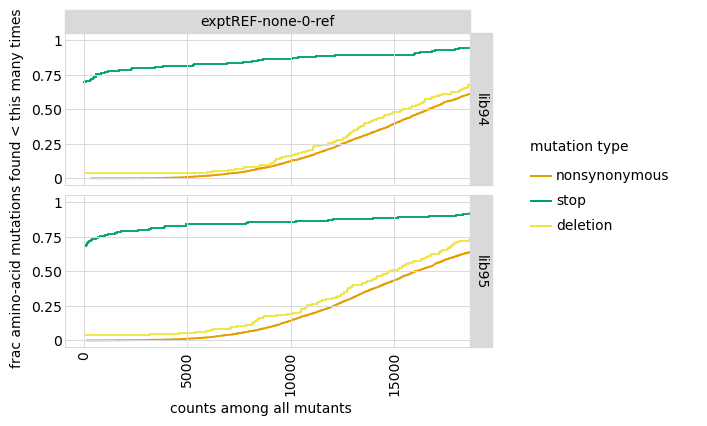 exptREF-none-0-ref
frac amino-acid mutations found < this many times
1
0.75
0.50
0.25
0
lib94
1
0.75
0.50
0.25
0
lib95
0
5000
10000
15000
counts among all mutants
mutation type
nonsynonymous
stop
deletion